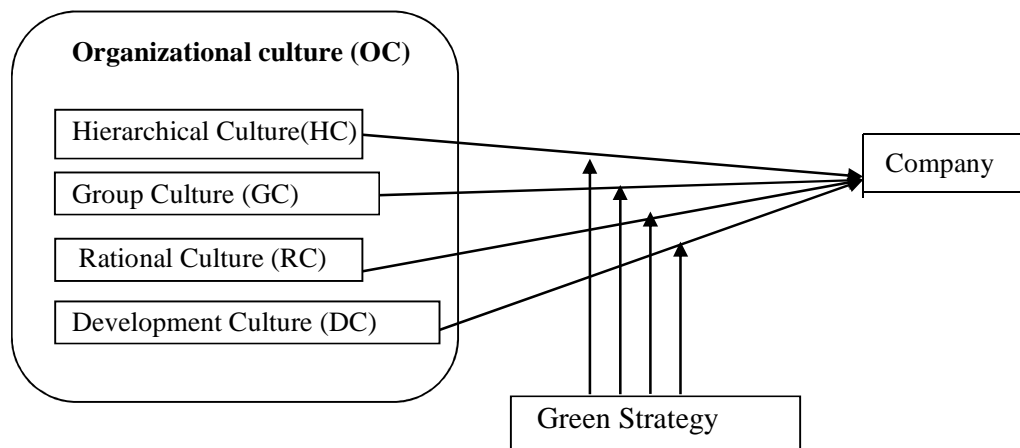 Organizational culture (OC)
Hierarchical Culture(HC)
Group Culture (GC)
Rational Culture (RC)
Development Culture (DC)
Company
Green Strategy